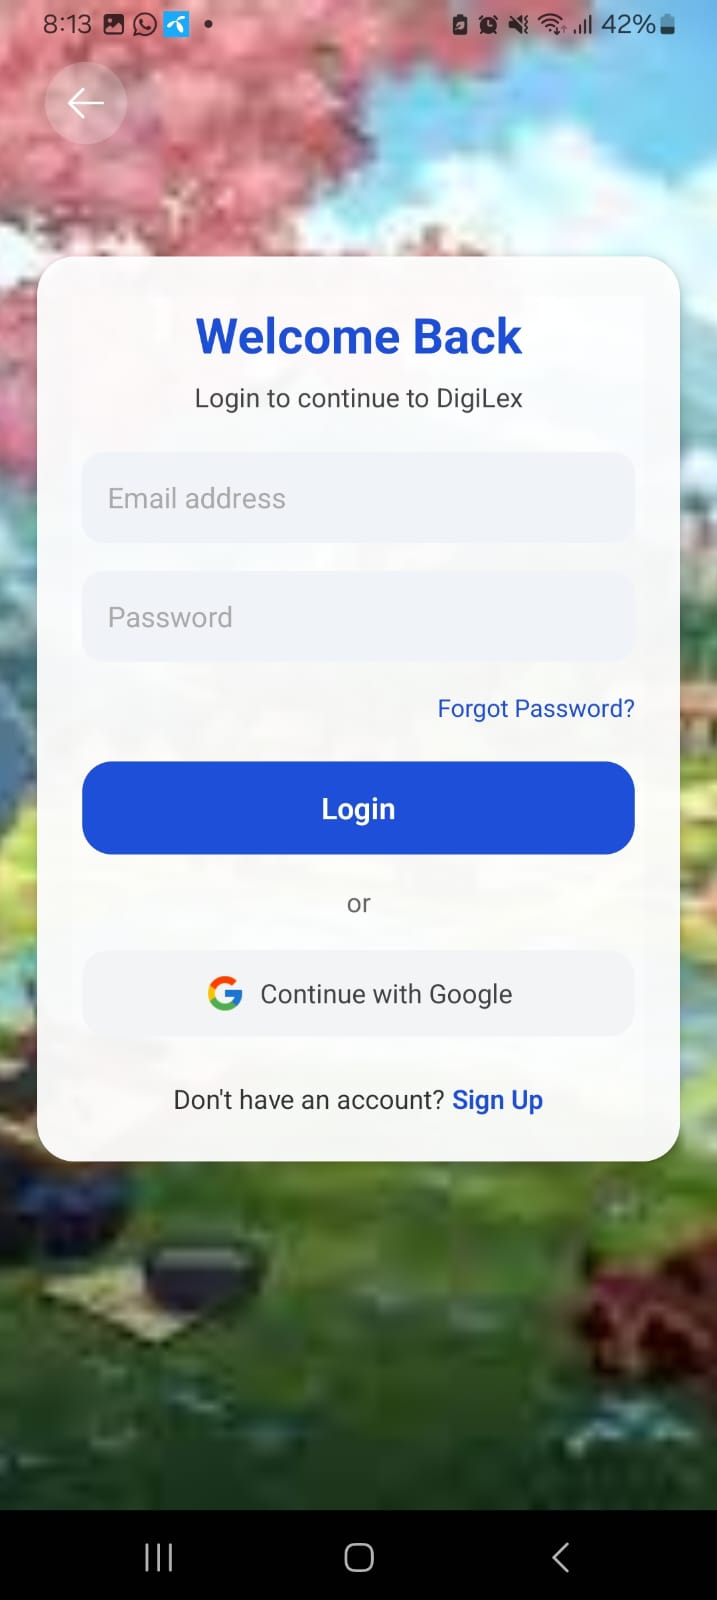 8:13 42%
Welcome Back
Login to continue to DigiLex
Email address
Password
Forgot Password?
Login
or
Continue with Google
Don't have an account? Sign Up